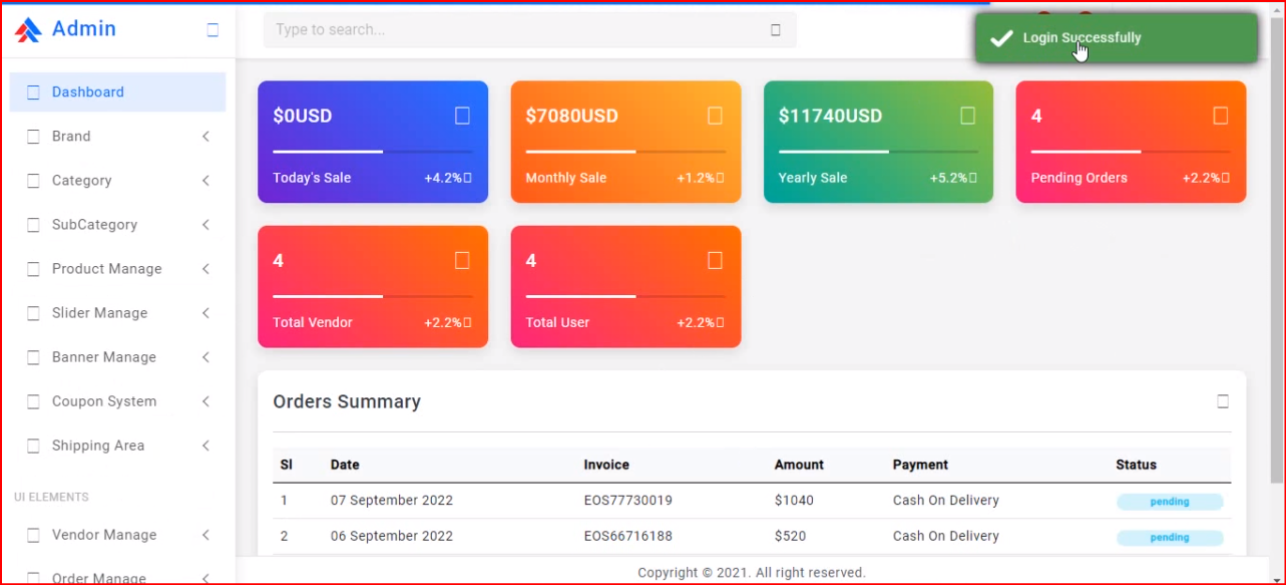 Admin
Type to search...
Login Successfully
Dashboard
Brand
Category
SubCategory
Product Manage
Slider Manage
Banner Manage
Coupon System
Shipping Area
UI ELEMENTS
Vendor Manage
Order Manage
$0USD
Today's Sale +4.2%
$7080USD
Monthly Sale +1.2%
$11740USD
Yearly Sale +5.2%
4
Pending Orders +2.2%
4
Total Vendor +2.2%
4
Total User +2.2%
Orders Summary
Sl Date Invoice Amount Payment Status
1 07 September 2022 EOS77730019 $1040 Cash On Delivery pending
2 06 September 2022 EOS66716188 $520 Cash On Delivery pending
Copyright © 2021. All right reserved.